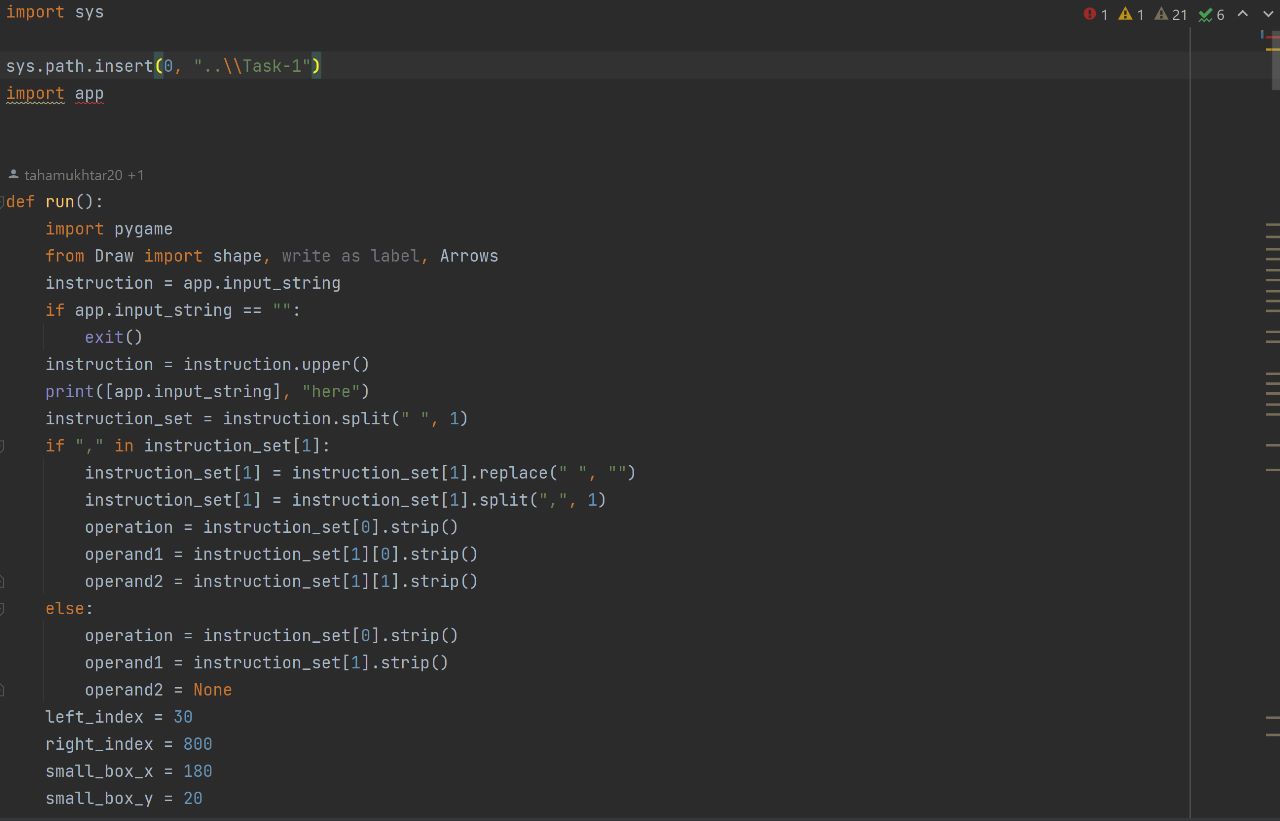 import sys
1 1 21 6
sys.path.insert(0, "..\\Task-1")
import app
tahamukhtar20 +1
def run():
    import pygame
    from Draw import shape, write as label, Arrows
    instruction = app.input_string
    if app.input_string == "":
        exit()
    instruction = instruction.upper()
    print([app.input_string], "here")
    instruction_set = instruction.split(" ", 1)
    if "," in instruction_set[1]:
        instruction_set[1] = instruction_set[1].replace(" ", "")
        instruction_set[1] = instruction_set[1].split(",", 1)
        operation = instruction_set[0].strip()
        operand1 = instruction_set[1][0].strip()
        operand2 = instruction_set[1][1].strip()
    else:
        operation = instruction_set[0].strip()
        operand1 = instruction_set[1].strip()
        operand2 = None
    left_index = 30
    right_index = 800
    small_box_x = 180
    small_box_y = 20